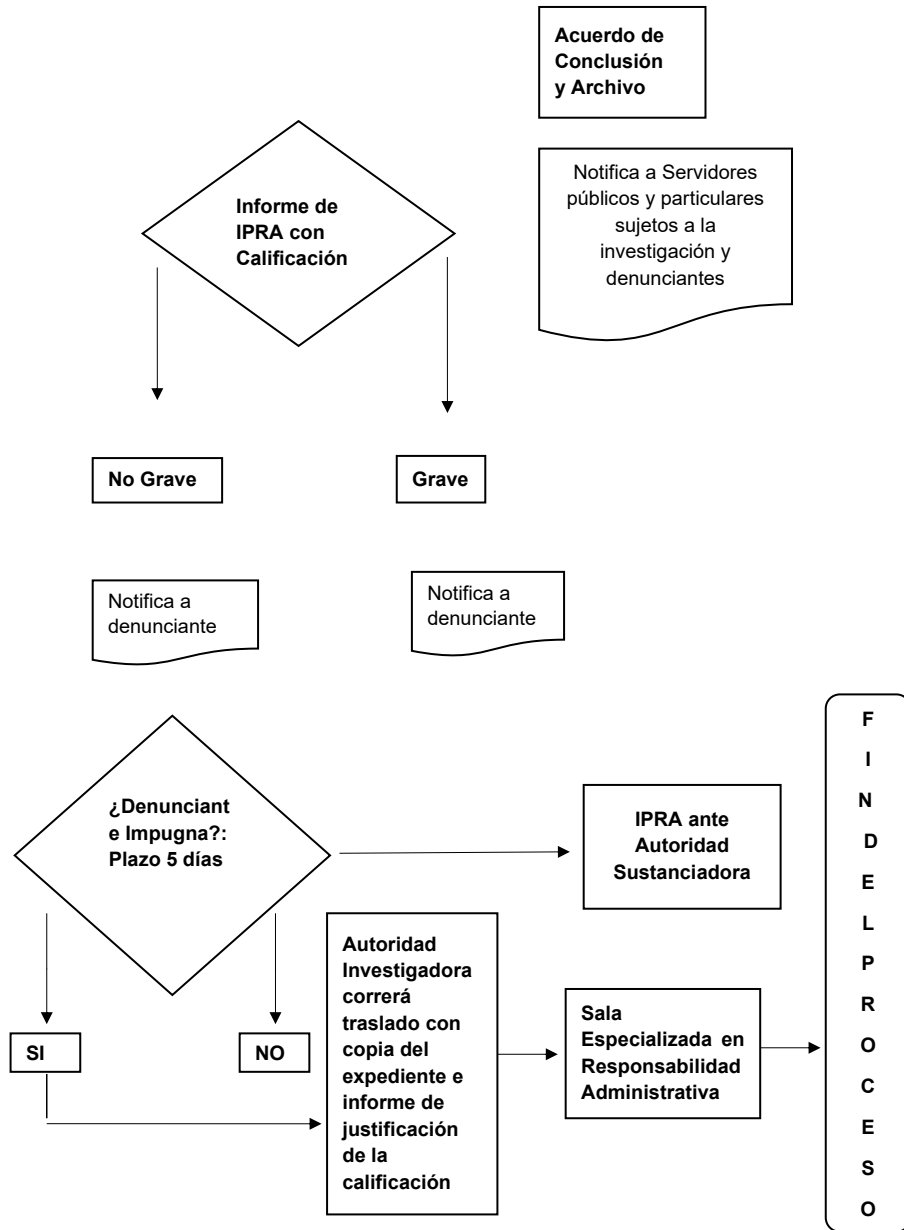 Acuerdo de
Conclusión
y Archivo
Notifica a Servidores
públicos y particulares
sujetos a la
investigación y
denunciantes
Informe de
IPRA con
Calificación
No Grave
Grave
Notifica a
denunciante
Notifica a
denunciante
¿Denunciant
e Impugna?:
Plazo 5 días
IPRA ante
Autoridad
Sustanciadora
SI
NO
Autoridad
Investigadora
correrá
traslado con
copia del
expediente e
informe de
justificación
de la
calificación
Sala
Especializada en
Responsabilidad
Administrativa
F
I
N
D
E
L
P
R
O
C
E
S
O